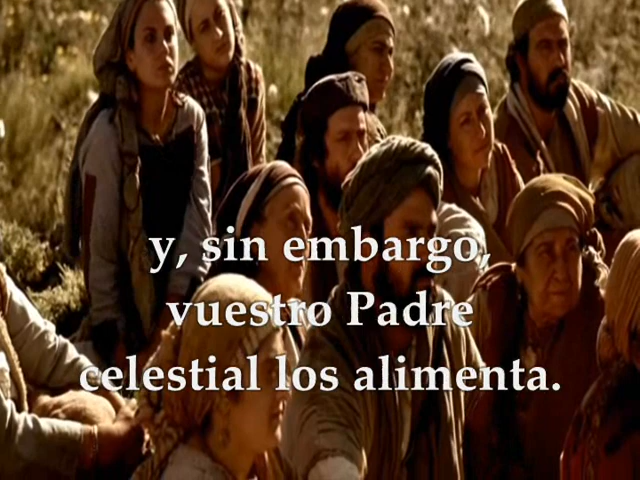 y, sin embargo,
vuestro Padre
celestial los alimenta.